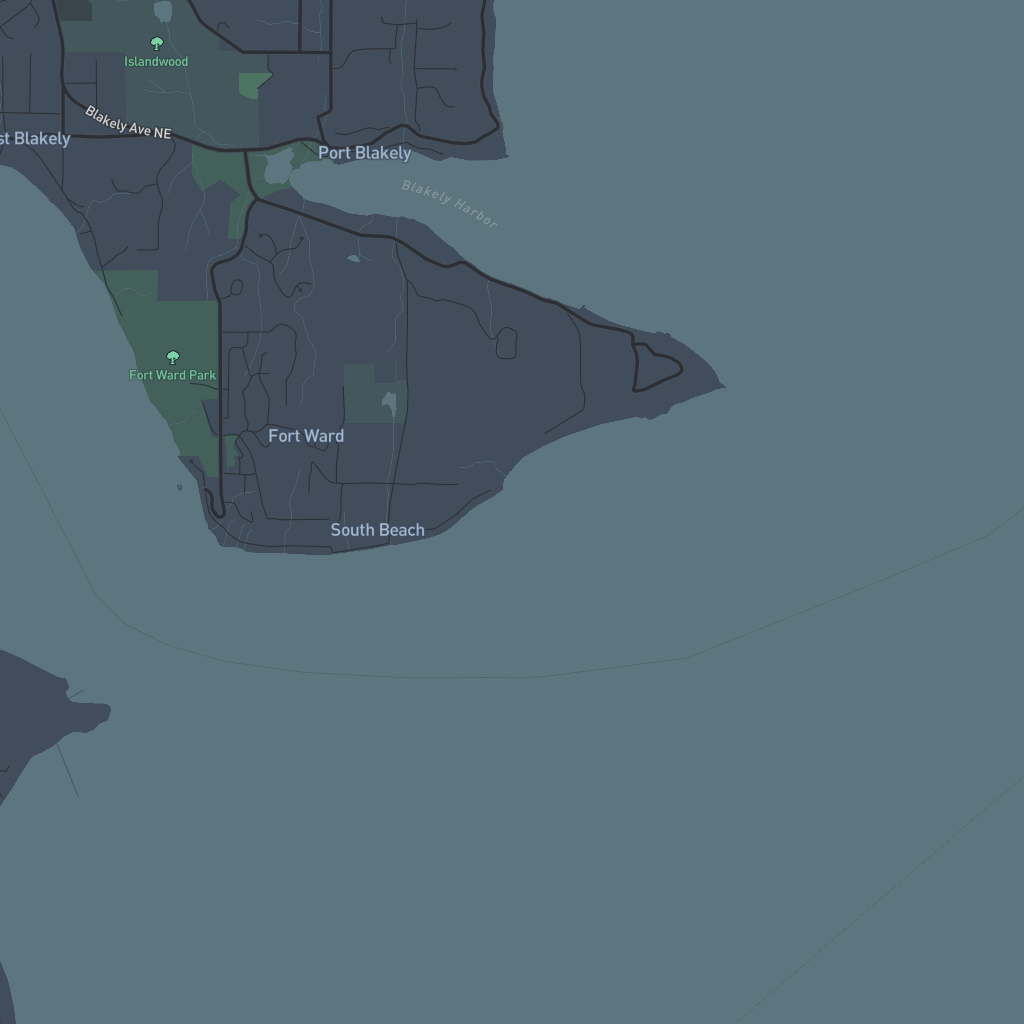 Islandwood
Blakely Ave NE
st Blakely
Port Blakely
Blakely Harbor
Fort Ward Park
Fort Ward
South Beach